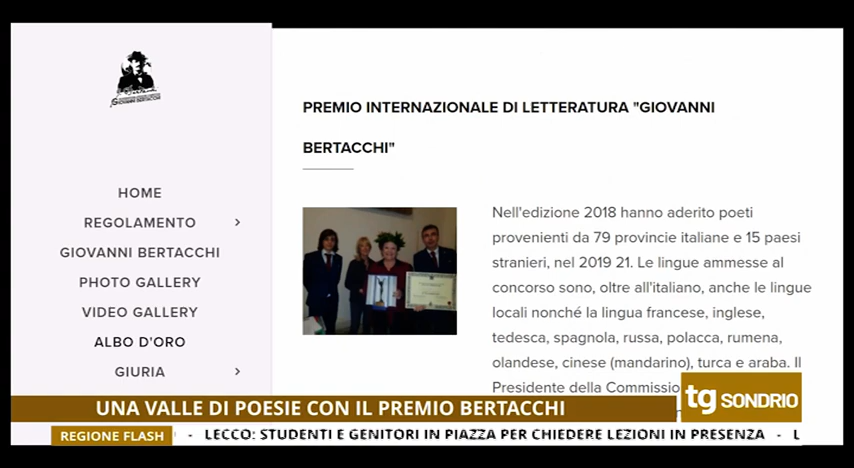 GIOVANNI BERTACCHI
HOME
REGOLAMENTO
GIOVANNI BERTACCHI
PHOTO GALLERY
VIDEO GALLERY
ALBO D'ORO
GIURIA
PREMIO INTERNAZIONALE DI LETTERATURA "GIOVANNI
BERTACCHI"
Nell'edizione 2018 hanno aderito poeti
provenienti da 79 provincie italiane e 15 paesi
stranieri, nel 2019 21. Le lingue ammesse al
concorso sono, oltre all'italiano, anche le lingue
locali nonché la lingua francese, inglese,
tedesca, spagnola, russa, polacca, rumena,
olandese, cinese (mandarino), turca e araba. Il
Presidente della Commissio
tg SONDRIO
UNA VALLE DI POESIE CON IL PREMIO BERTACCHI
REGIONE FLASH - LECCO: STUDENTI E GENITORI IN PIAZZA PER CHIEDERE LEZIONI IN PRESENZA - L